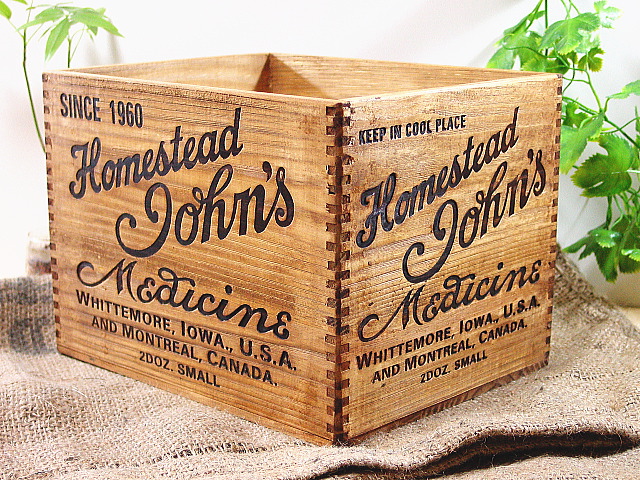 SINCE 1960
Homestead
John's
Medicine
WHITTEMORE, IOWA., U.S.A.
AND MONTREAL, CANADA.
2DOZ. SMALL
KEEP IN COOL PLACE
Homestead
John's
Medicine
WHITTEMORE, IOWA, U.S.A.
AND MONTREAL, CANADA.
2DOZ. SMALL